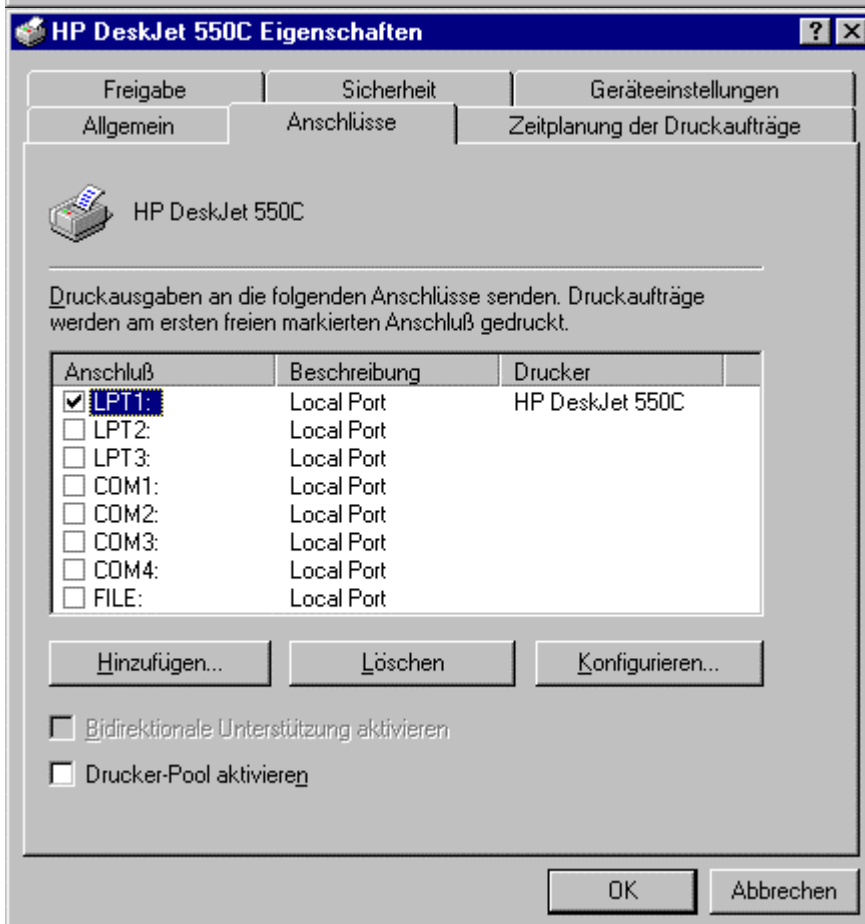 HP DeskJet 550C Eigenschaften
Freigabe Sicherheit Geräteeinstellungen
Allgemein Anschlüsse Zeitplanung der Druckaufträge
HP DeskJet 550C
Druckausgaben an die folgenden Anschlüsse senden. Druckaufträge
werden am ersten freien markierten Anschluß gedruckt.
Anschluß Beschreibung Drucker
LPT1: Local Port HP DeskJet 550C
LPT2: Local Port
LPT3: Local Port
COM1: Local Port
COM2: Local Port
COM3: Local Port
COM4: Local Port
FILE: Local Port
Hinzufügen... Löschen Konfigurieren...
Bidirektionale Unterstützung aktivieren
Drucker-Pool aktivieren
OK Abbrechen